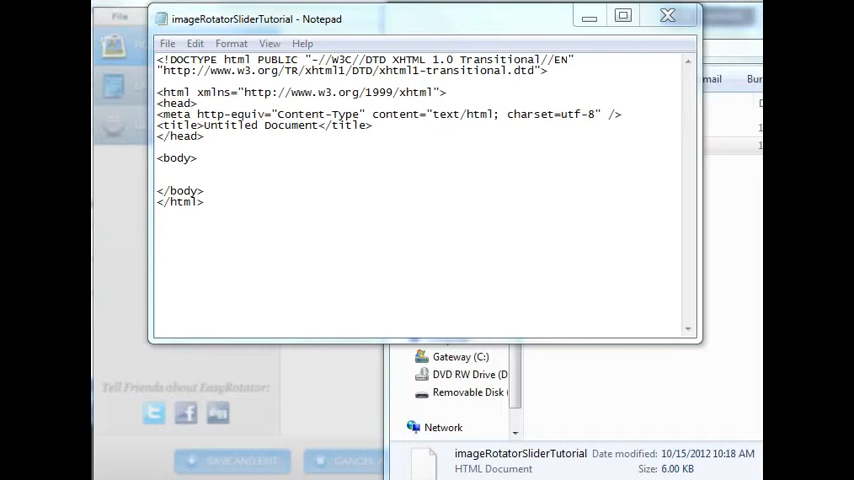 File
imageRotatorSliderTutorial - Notepad
File Edit Format View Help
<!DOCTYPE html PUBLIC "-//W3C//DTD XHTML 1.0 Transitional//EN"
"http://www.w3.org/TR/xhtml1/DTD/xhtml1-transitional.dtd">
<html xmlns="http://www.w3.org/1999/xhtml">
<head>
<meta http-equiv="Content-Type" content="text/html; charset=utf-8" />
<title>Untitled Document</title>
</head>
<body>
</body>
</html>
mail Bur
Gateway (C:)
DVD RW Drive (D
Removable Disk (
Network
Tell Friends about EasyRotator:
SAVE AND EXIT
CANCEL
imageRotatorSliderTutorial Date modified: 10/15/2012 10:18 AM
HTML Document Size: 6.00 KB